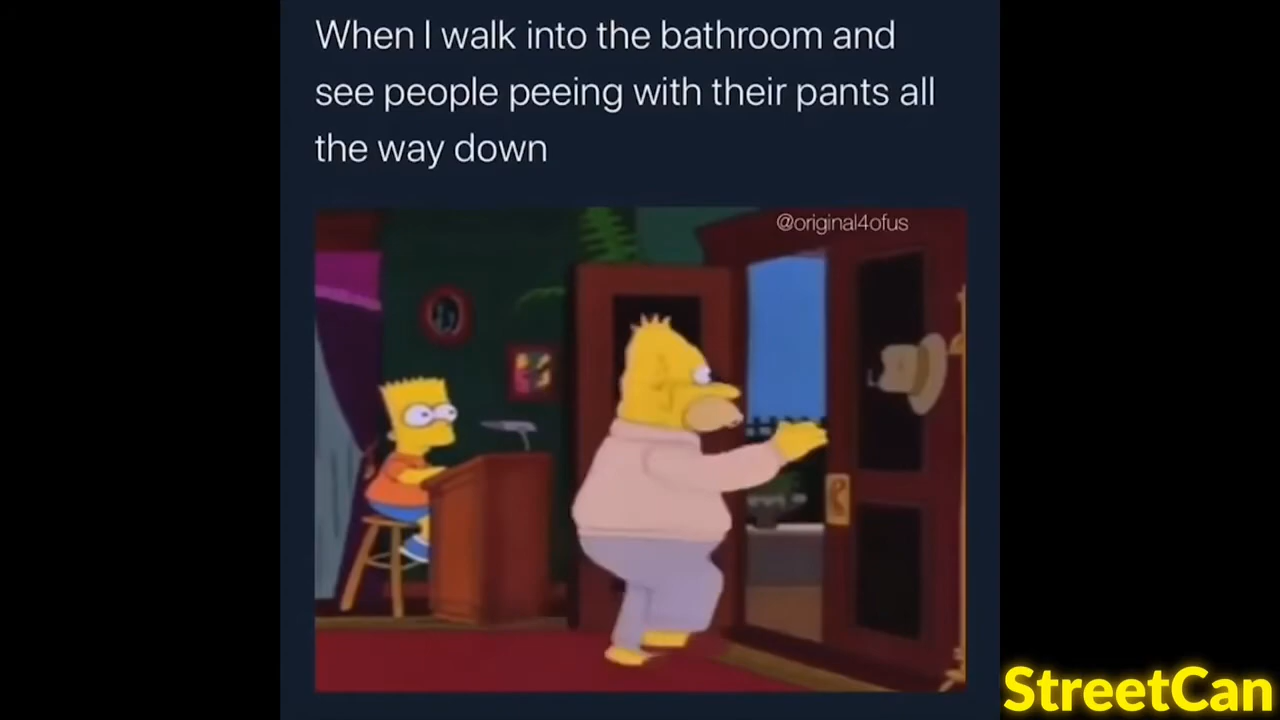 When I walk into the bathroom and
see people peeing with their pants all
the way down
@original4ofus
StreetCan